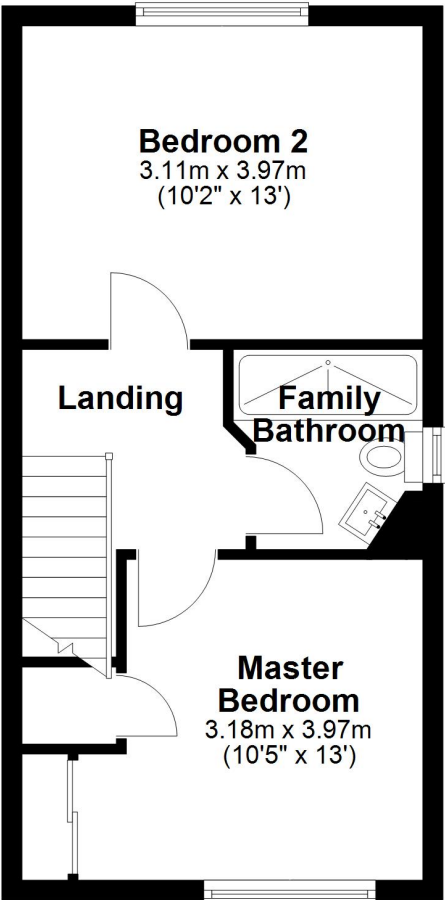 Bedroom 2
3.11m x 3.97m
(10'2" x 13')
Landing
Family
Bathroom
Master
Bedroom
3.18m x 3.97m
(10'5" x 13')